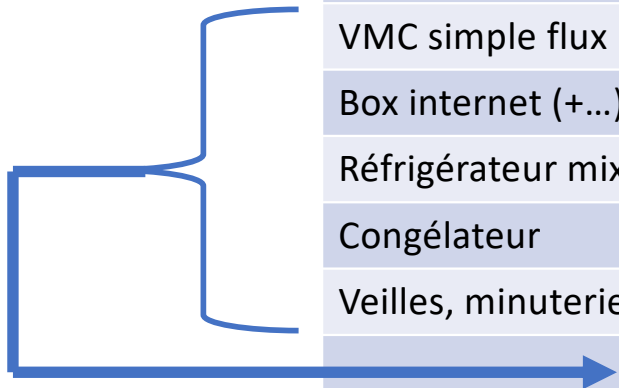 VMC simple flux
Box internet (+…)
Réfrigérateur mix
Congélateur
Veilles, minuterie